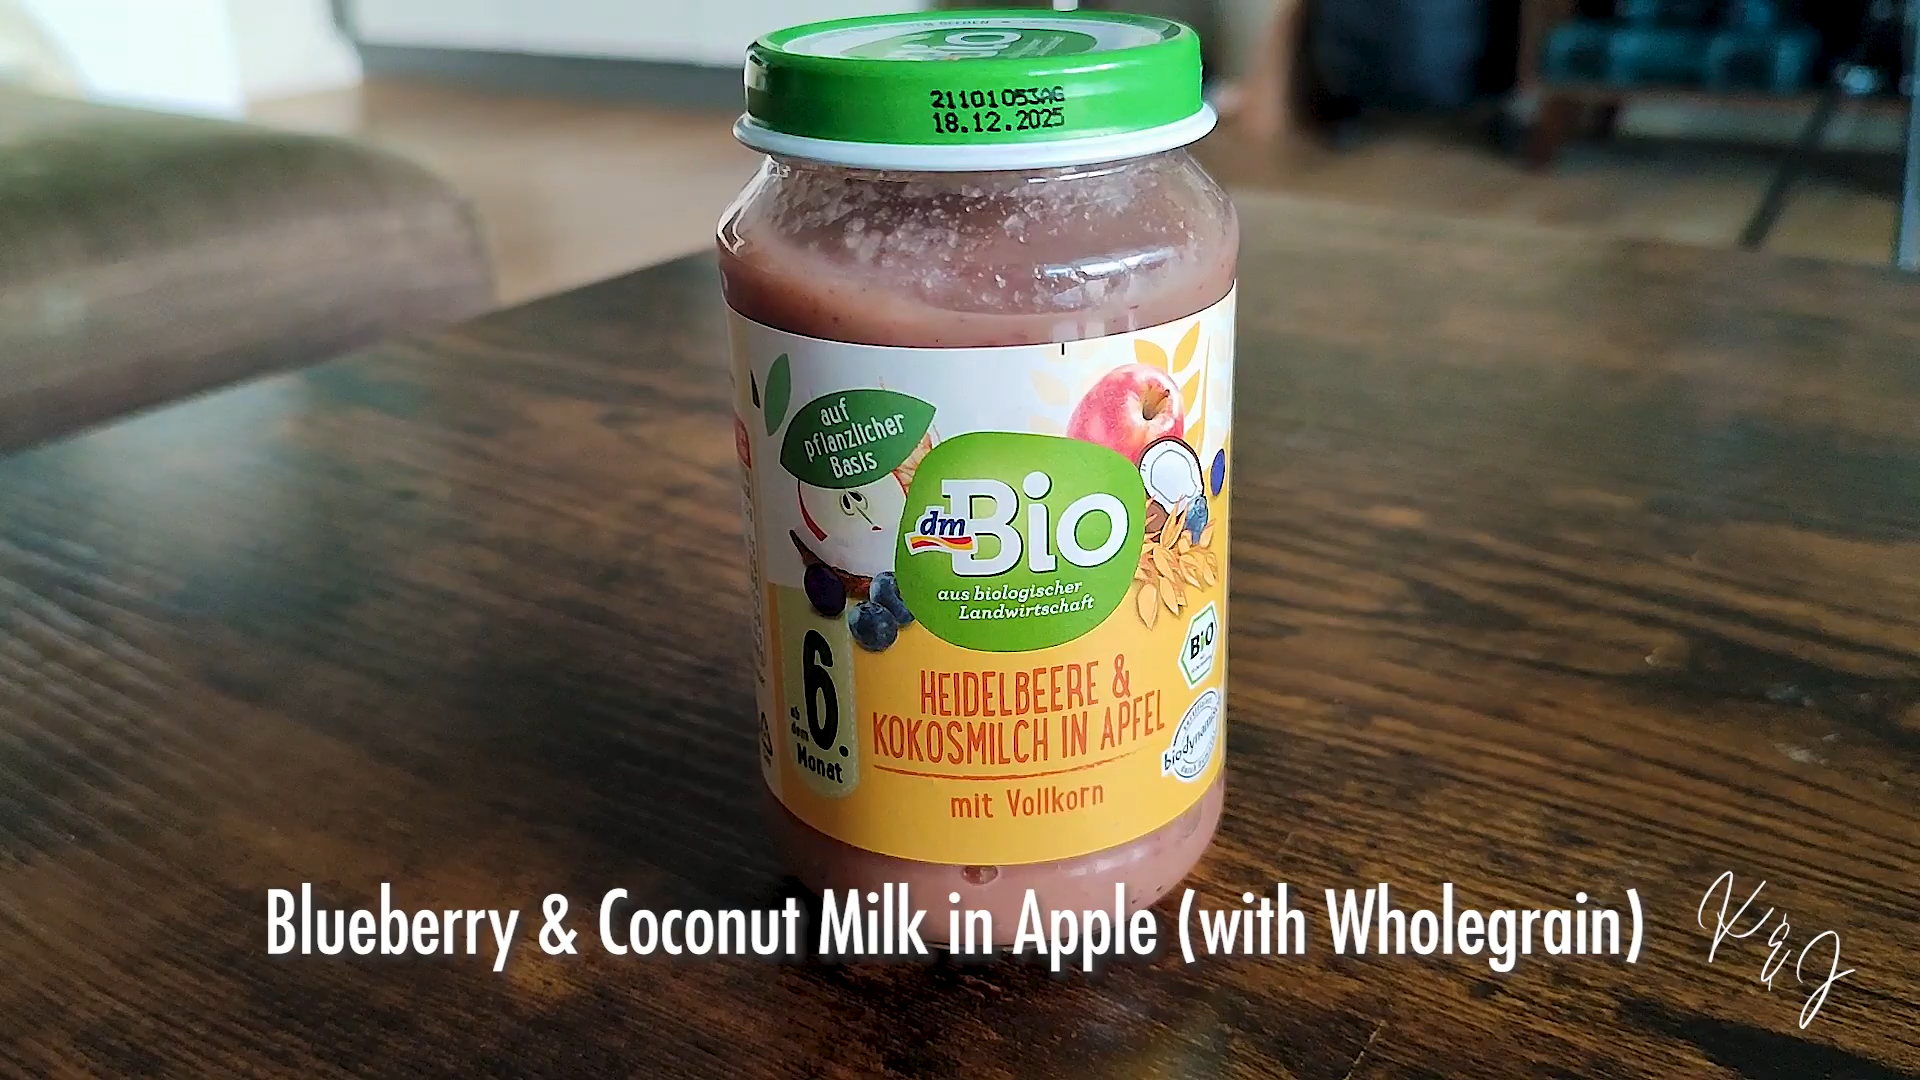 Bio
21101053AG
18.12.2025
auf
pflanzlicher
Basis
dm
Bio
aus biologischer
Landwirtschaft
BiO
6.
ab
dem
Monat
HEIDELBEERE &
KOKOSMILCH IN APFEL
mit Vollkorn
Blueberry & Coconut Milk in Apple (with Wholegrain)
K & J